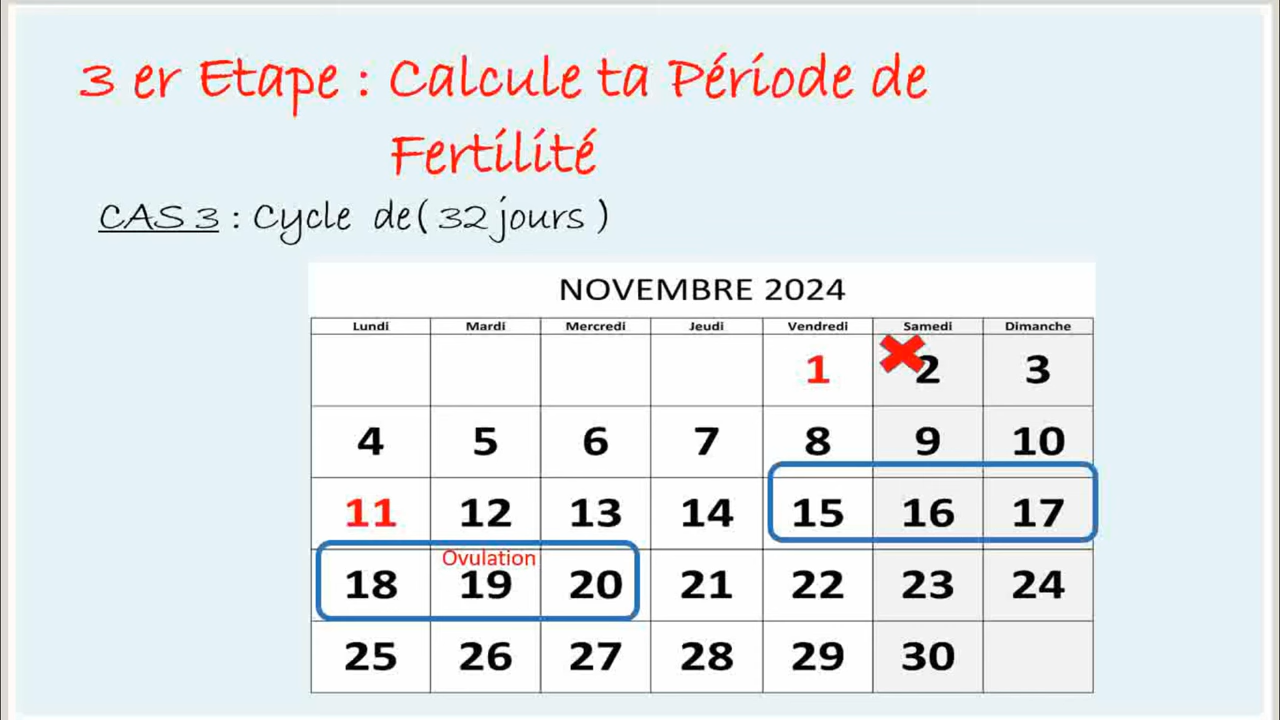 3 er Etape : Calcule ta Période de
Fertilité
CAS 3 : Cycle de( 32 jours )
NOVEMBRE 2024
Lundi Mardi Mercredi Jeudi Vendredi Samedi Dimanche
1 2 3
4 5 6 7 8 9 10
11 12 13 14 15 16 17
Ovulation
18 19 20 21 22 23 24
25 26 27 28 29 30